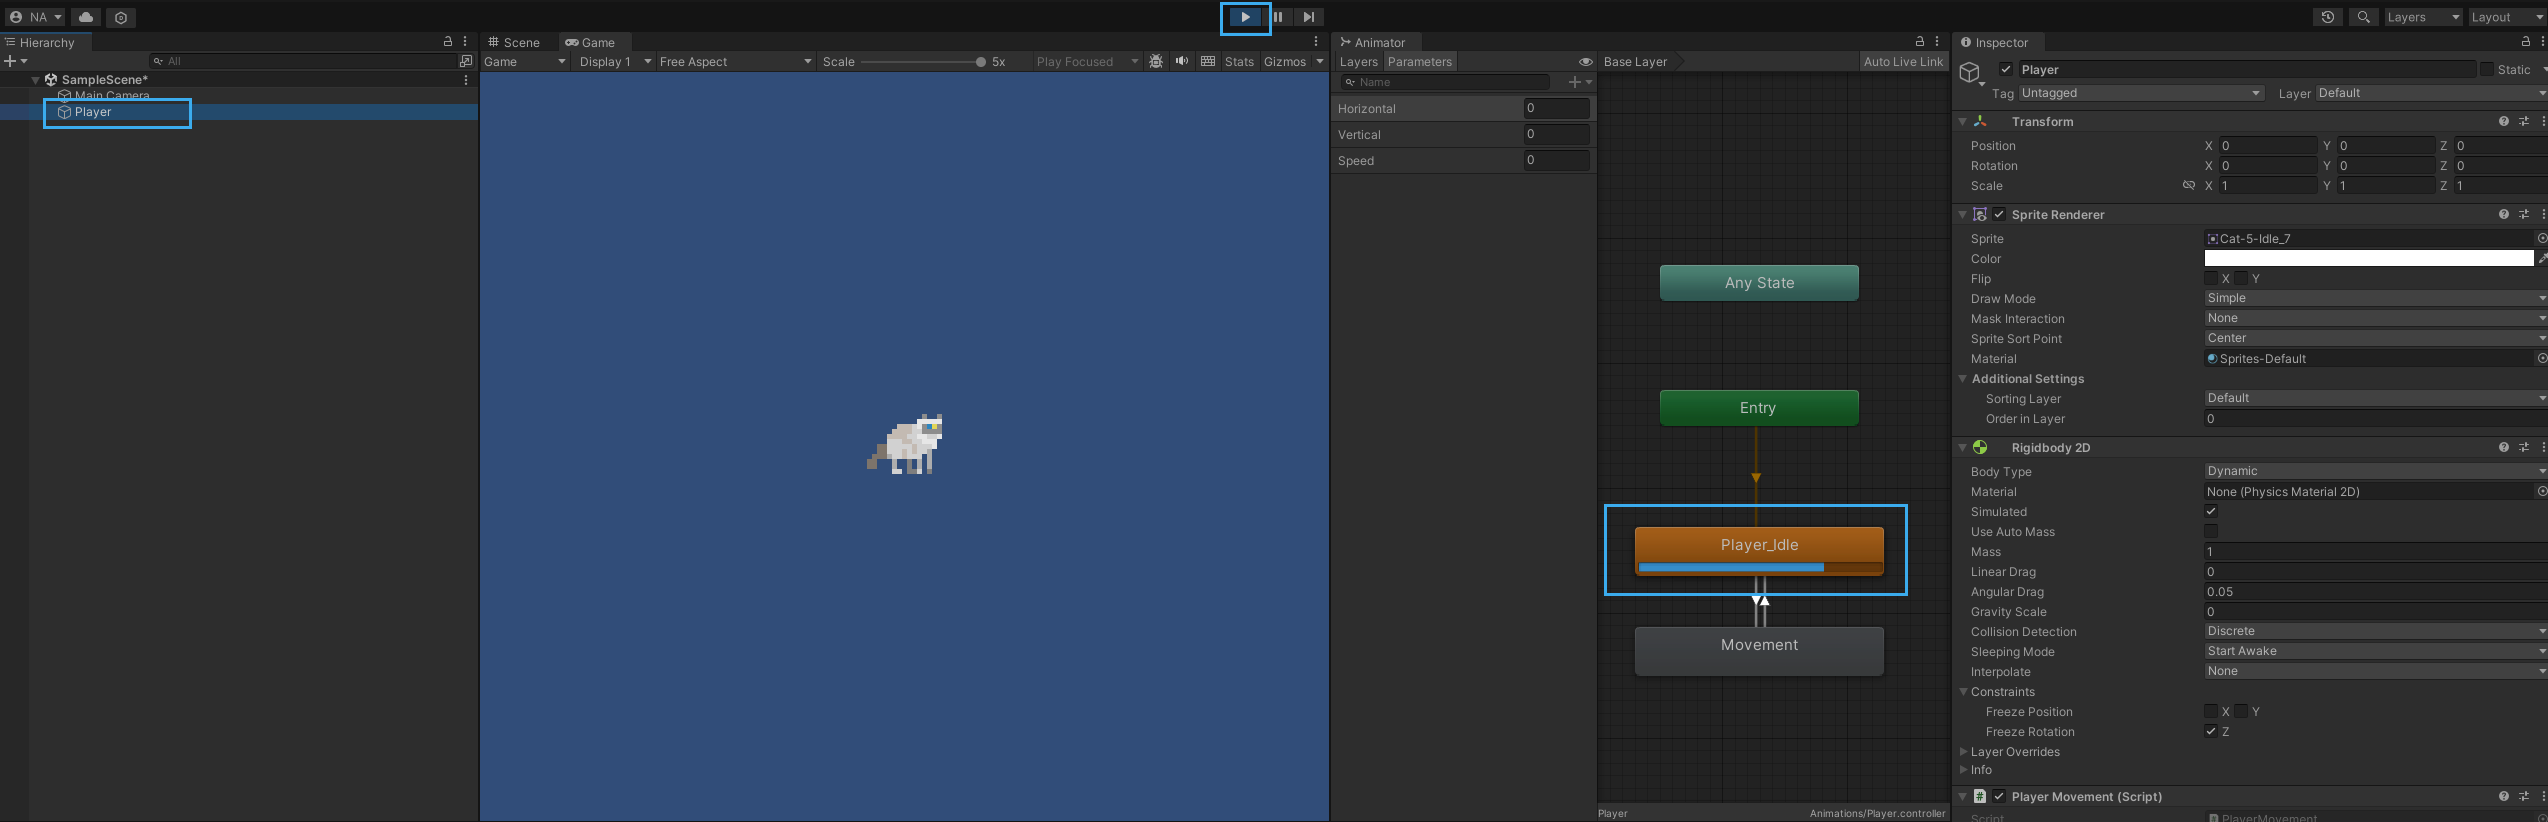 NA
Layers
Layout
Hierarchy
All
SampleScene*
Main Camera
Player
Scene
Game
Game
Display 1
Free Aspect
Scale
5x
Play Focused
Stats
Gizmos
Animator
Layers
Parameters
Base Layer
Auto Live Link
Name
Horizontal
0
Vertical
0
Speed
0
Any State
Entry
Player_Idle
Movement
Player
Animations/Player.controller
Inspector
Player
Static
Tag
Untagged
Layer
Default
Transform
Position X 0 Y 0 Z 0
Rotation X 0 Y 0 Z 0
Scale X 1 Y 1 Z 1
Sprite Renderer
Sprite Cat-5-Idle_7
Color
Flip X Y
Draw Mode Simple
Mask Interaction None
Sprite Sort Point Center
Material Sprites-Default
Additional Settings
Sorting Layer Default
Order in Layer 0
Rigidbody 2D
Body Type Dynamic
Material None (Physics Material 2D)
Simulated
Use Auto Mass
Mass 1
Linear Drag 0
Angular Drag 0.05
Gravity Scale 0
Collision Detection Discrete
Sleeping Mode Start Awake
Interpolate None
Constraints
Freeze Position X Y
Freeze Rotation Z
Layer Overrides
Info
Player Movement (Script)
Script PlayerMovement